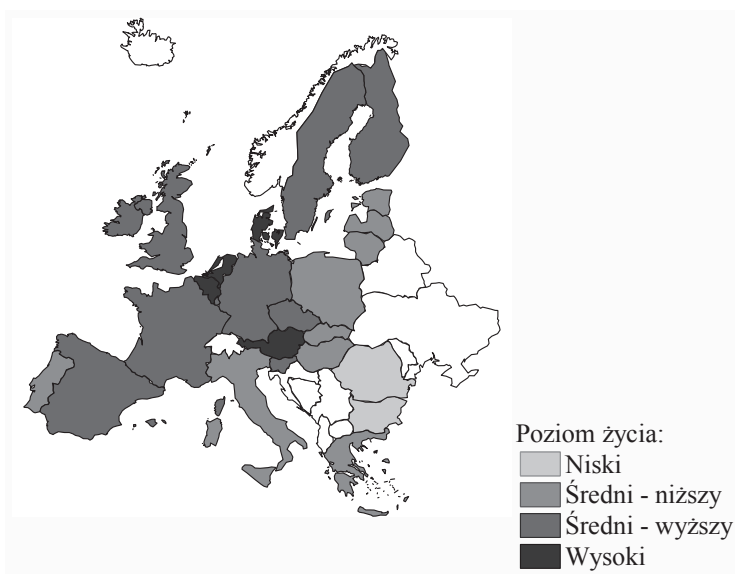 Poziom życia:
Niski
Średni - niższy
Średni - wyższy
Wysoki